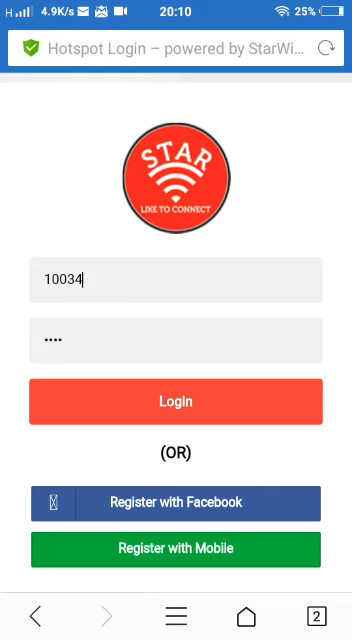 H 4.9K/s 20:10 25%
Hotspot Login – powered by StarWi...
STAR
LIKE TO CONNECT
10034
••••
Login
(OR)
Register with Facebook
Register with Mobile
2